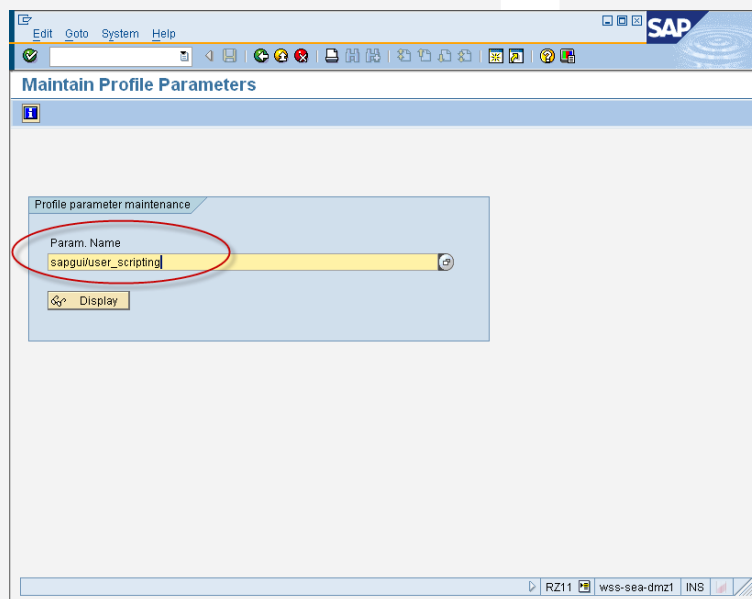 Edit Goto System Help
SAP
Maintain Profile Parameters
Profile parameter maintenance
Param. Name
sapgui/user_scripting
Display
RZ11 wss-sea-dmz1 INS